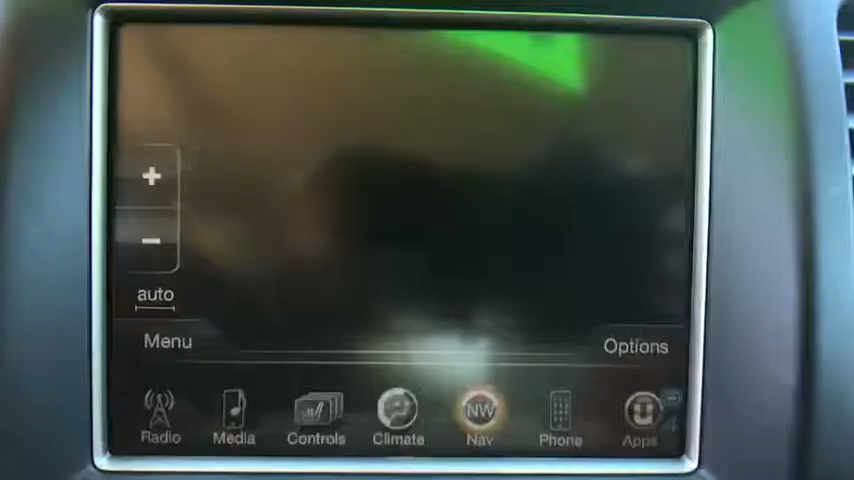 +
−
auto
Menu
Options
Radio
Media
Controls
Climate
NW
Nav
Phone
Apps